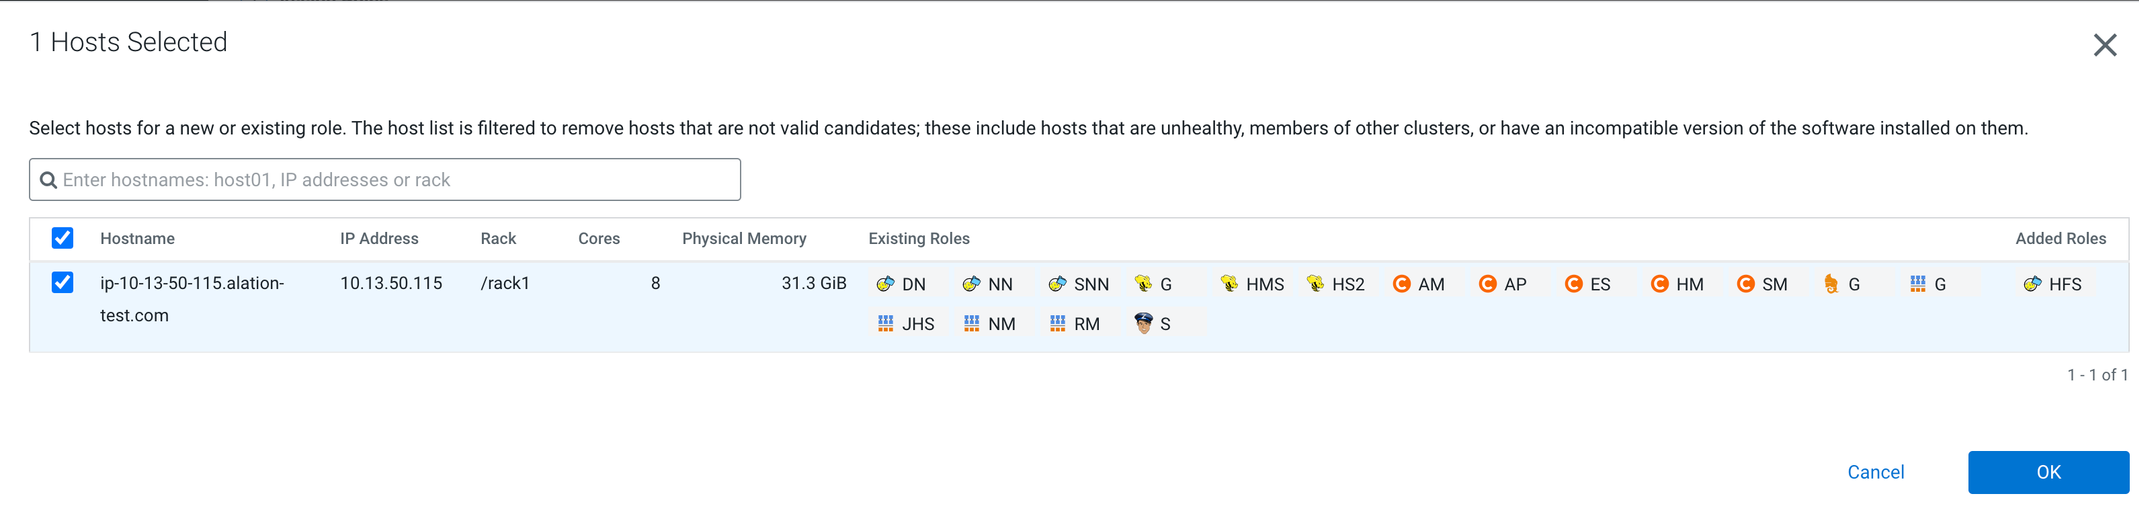 1 Hosts Selected
Select hosts for a new or existing role. The host list is filtered to remove hosts that are not valid candidates; these include hosts that are unhealthy, members of other clusters, or have an incompatible version of the software installed on them.
Enter hostnames: host01, IP addresses or rack
Hostname IP Address Rack Cores Physical Memory Existing Roles Added Roles
ip-10-13-50-115.alation- 10.13.50.115 /rack1 8 31.3 GiB DN NN SNN G HMS HS2 AM AP ES HM SM G G HFS
test.com JHS NM RM S
1 - 1 of 1
Cancel OK